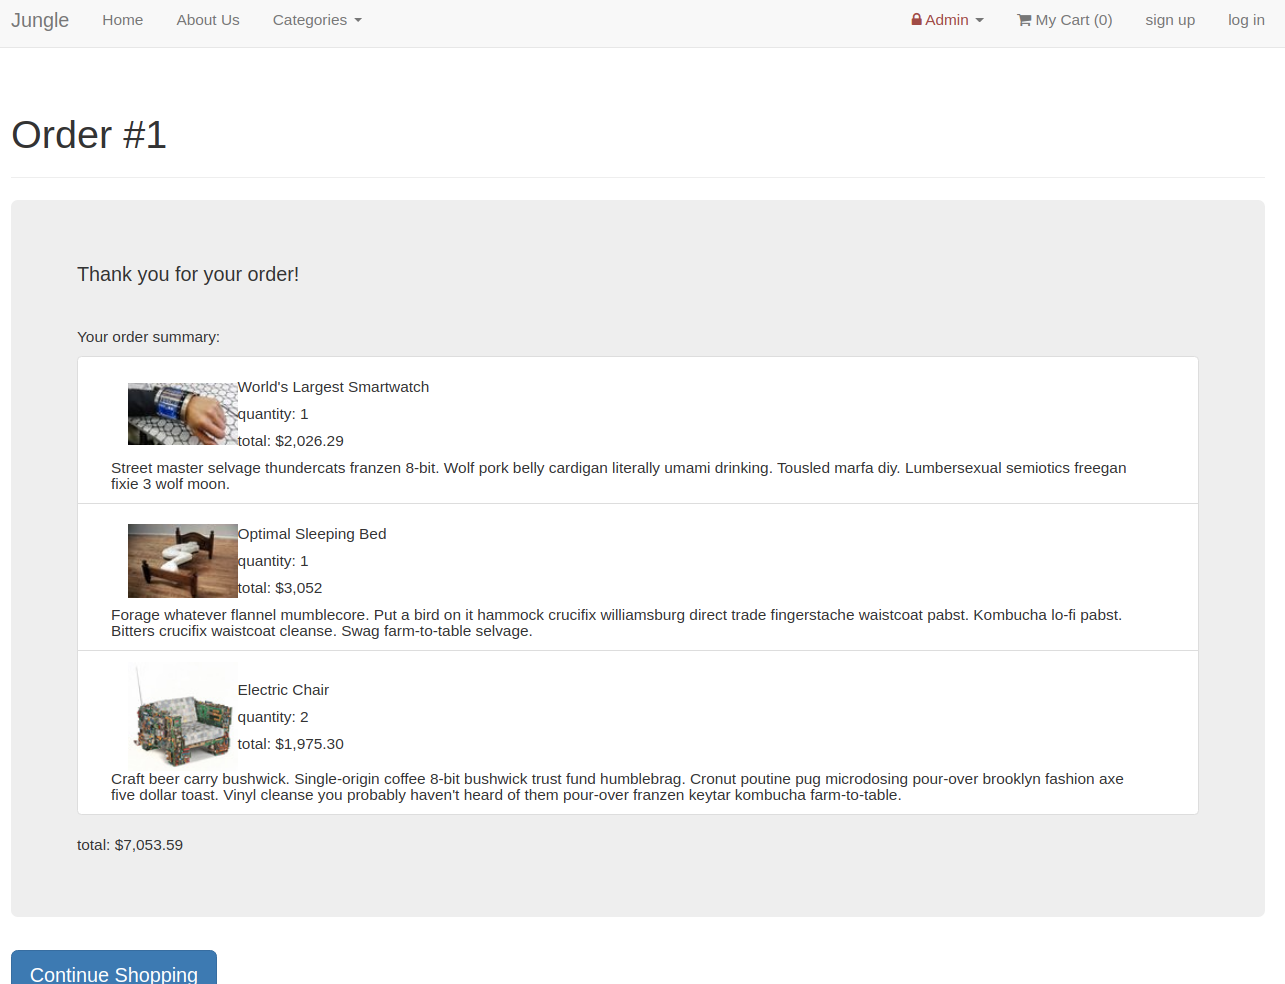 Jungle Home About Us Categories Admin My Cart (0) sign up log in
Order #1
Thank you for your order!
Your order summary:
World's Largest Smartwatch
quantity: 1
total: $2,026.29
Street master selvage thundercats franzen 8-bit. Wolf pork belly cardigan literally umami drinking. Tousled marfa diy. Lumbersexual semiotics freegan
fixie 3 wolf moon.
Optimal Sleeping Bed
quantity: 1
total: $3,052
Forage whatever flannel mumblecore. Put a bird on it hammock crucifix williamsburg direct trade fingerstache waistcoat pabst. Kombucha lo-fi pabst.
Bitters crucifix waistcoat cleanse. Swag farm-to-table selvage.
Electric Chair
quantity: 2
total: $1,975.30
Craft beer carry bushwick. Single-origin coffee 8-bit bushwick trust fund humblebrag. Cronut poutine pug microdosing pour-over brooklyn fashion axe
five dollar toast. Vinyl cleanse you probably haven't heard of them pour-over franzen keytar kombucha farm-to-table.
total: $7,053.59
Continue Shopping